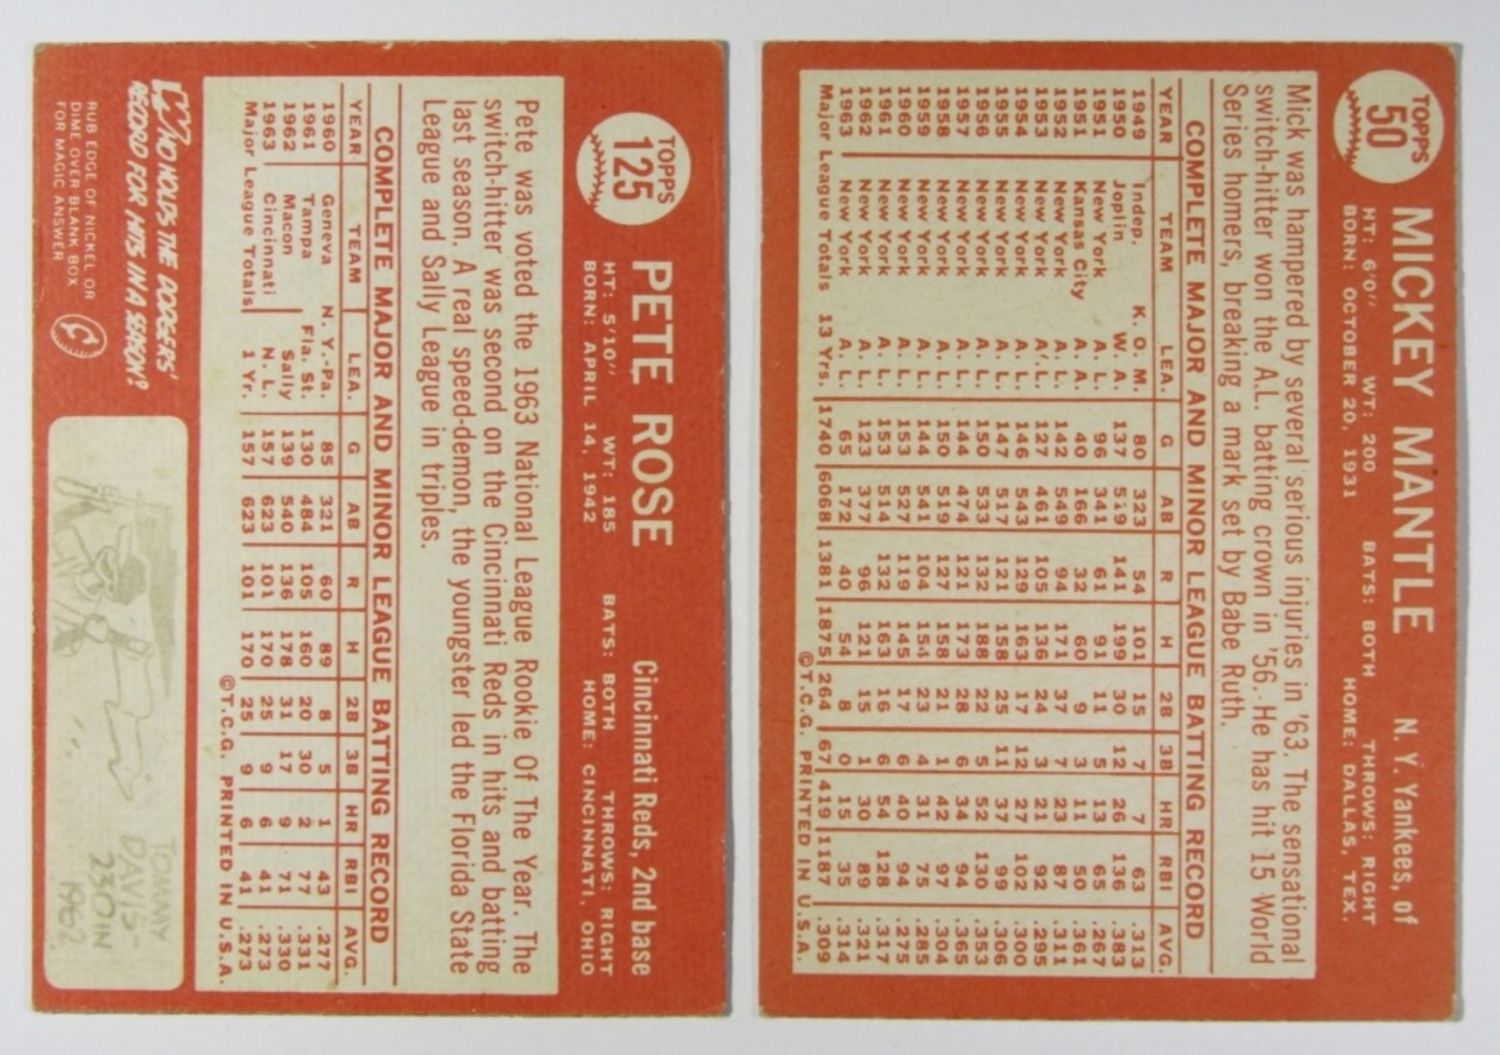 TOPPS
50
MICKEY MANTLE
N. Y. Yankees, of
HT: 6'0" WT: 200 BATS: BOTH THROWS: RIGHT
BORN: OCTOBER 20, 1931 HOME: DALLAS, TEX.
Mick was hampered by several serious injuries in '63. The sensational
switch-hitter won the A.L. batting crown in '56. He has hit 15 World
Series homers, breaking a mark set by Babe Ruth.
COMPLETE MAJOR AND MINOR LEAGUE BATTING RECORD
YEAR TEAM LEA. G AB R H 2B 3B HR RBI AVG.
1949 Indep. K. O. M. 80 323 54 101 15 7 7 63 .313
1950 Joplin W. A. 137 519 141 199 30 12 26 136 .383
1951 New York A. L. 96 341 61 91 11 5 13 65 .267
1951 Kansas City A. A. 40 166 32 60 9 3 11 50 .361
1952 New York A. L. 142 549 94 171 37 7 23 87 .311
1953 New York A. L. 127 461 105 136 24 3 21 92 .295
1954 New York A. L. 146 543 129 163 17 12 27 102 .300
1955 New York A. L. 147 517 121 158 25 11 37 99 .306
1956 New York A. L. 150 533 132 188 22 5 52 130 .353
1957 New York A. L. 144 474 121 173 28 6 34 94 .365
1958 New York A. L. 150 519 127 158 21 1 42 97 .304
1959 New York A. L. 144 541 104 154 23 4 31 75 .285
1960 New York A. L. 153 527 119 145 17 6 40 94 .275
1961 New York A. L. 153 514 132 163 16 6 54 128 .317
1962 New York A. L. 123 377 96 121 15 1 30 89 .321
1963 New York A. L. 65 172 40 54 8 0 15 35 .314
Major League Totals 13 Yrs. 1740 6068 1381 1875 264 67 419 1187 .309
©T.C.G. PRINTED IN U.S.A.
TOPPS
125
PETE ROSE
Cincinnati Reds, 2nd base
HT: 5'10" WT: 185 BATS: BOTH THROWS: RIGHT
BORN: APRIL 14, 1942 HOME: CINCINNATI, OHIO
Pete was voted the 1963 National League Rookie Of The Year. The
switch-hitter was second on the Cincinnati Reds in hits and batting
last season. A real speed-demon, the youngster led the Florida State
League and Sally League in triples.
COMPLETE MAJOR AND MINOR LEAGUE BATTING RECORD
YEAR TEAM LEA. G AB R H 2B 3B HR RBI AVG.
1960 Geneva N. Y.-Pa. 85 321 60 89 8 5 1 43 .277
1961 Tampa Fla. St. 130 484 105 160 20 30 2 77 .331
1962 Macon Sally 139 540 136 178 31 17 9 71 .330
1963 Cincinnati N. L. 157 623 101 170 25 9 6 41 .273
Major League Totals 1 Yr. 157 623 101 170 25 9 6 41 .273
©T.C.G. PRINTED IN U.S.A.
WHO HOLDS THE DODGERS'
RECORD FOR HITS IN A SEASON?
RUB EDGE OF NICKEL OR
DIME OVER BLANK BOX
FOR MAGIC ANSWER
TOMMY
DAVIS-
230 IN
1962